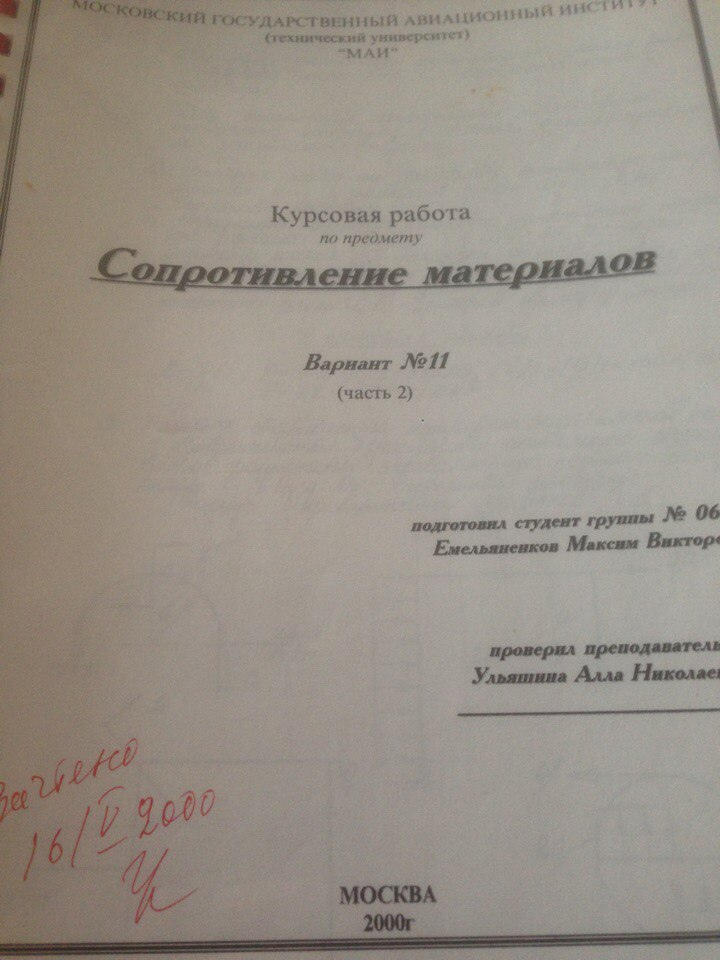 МОСКОВСКИЙ ГОСУДАРСТВЕННЫЙ АВИАЦИОННЫЙ ИНСТИТУТ
(технический университет)
"МАИ"
Курсовая работа
по предмету
Сопротивление материалов
Вариант №11
(часть 2)
подготовил студент группы № 06
Емельяненков Максим Викторо
проверил преподаватель
Ульяшина Алла Николаев
зачтено
16/V 2000
МОСКВА
2000г